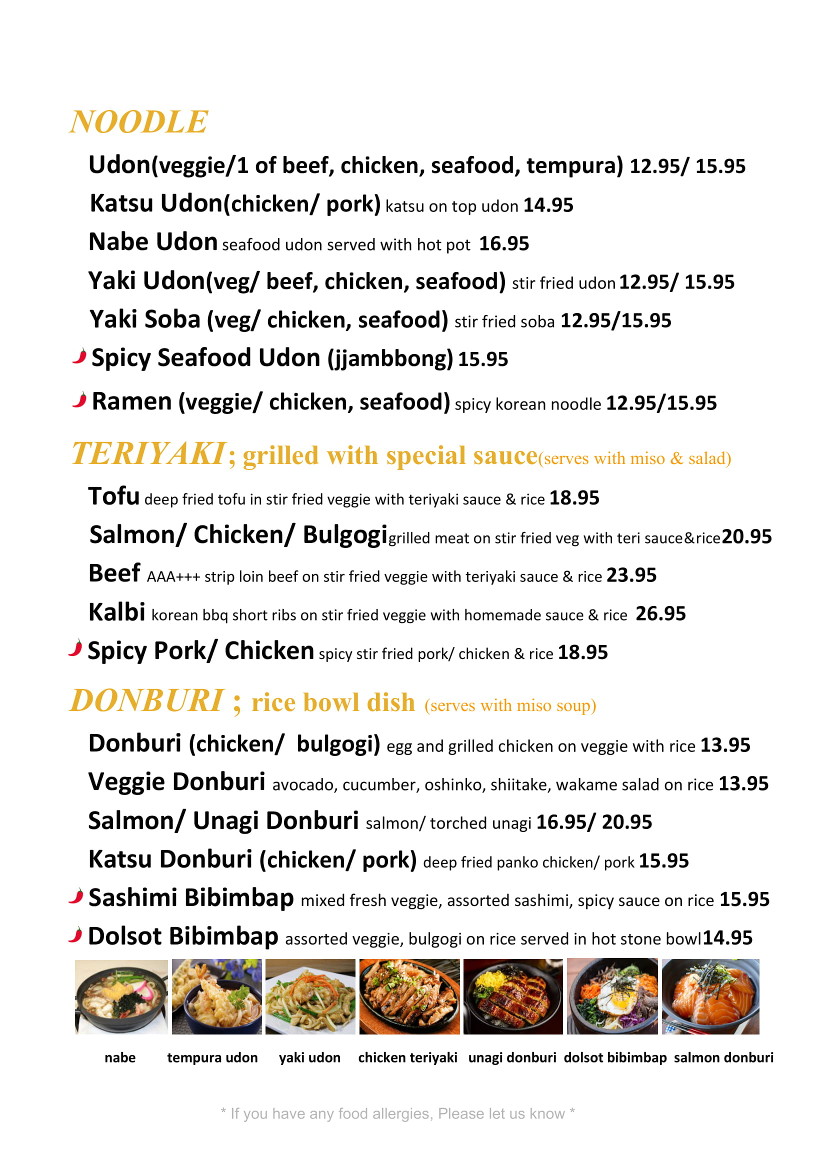 NOODLE
Udon(veggie/1 of beef, chicken, seafood, tempura) 12.95/ 15.95
Katsu Udon(chicken/ pork) katsu on top udon 14.95
Nabe Udon seafood udon served with hot pot 16.95
Yaki Udon(veg/ beef, chicken, seafood) stir fried udon 12.95/ 15.95
Yaki Soba (veg/ chicken, seafood) stir fried soba 12.95/15.95
Spicy Seafood Udon (jjambbong) 15.95
Ramen (veggie/ chicken, seafood) spicy korean noodle 12.95/15.95
TERIYAKI ; grilled with special sauce(serves with miso & salad)
Tofu deep fried tofu in stir fried veggie with teriyaki sauce & rice 18.95
Salmon/ Chicken/ Bulgogi grilled meat on stir fried veg with teri sauce&rice 20.95
Beef AAA+++ strip loin beef on stir fried veggie with teriyaki sauce & rice 23.95
Kalbi korean bbq short ribs on stir fried veggie with homemade sauce & rice 26.95
Spicy Pork/ Chicken spicy stir fried pork/ chicken & rice 18.95
DONBURI ; rice bowl dish (serves with miso soup)
Donburi (chicken/ bulgogi) egg and grilled chicken on veggie with rice 13.95
Veggie Donburi avocado, cucumber, oshinko, shiitake, wakame salad on rice 13.95
Salmon/ Unagi Donburi salmon/ torched unagi 16.95/ 20.95
Katsu Donburi (chicken/ pork) deep fried panko chicken/ pork 15.95
Sashimi Bibimbap mixed fresh veggie, assorted sashimi, spicy sauce on rice 15.95
Dolsot Bibimbap assorted veggie, bulgogi on rice served in hot stone bowl 14.95
nabe tempura udon yaki udon chicken teriyaki unagi donburi dolsot bibimbap salmon donburi
* If you have any food allergies, Please let us know *